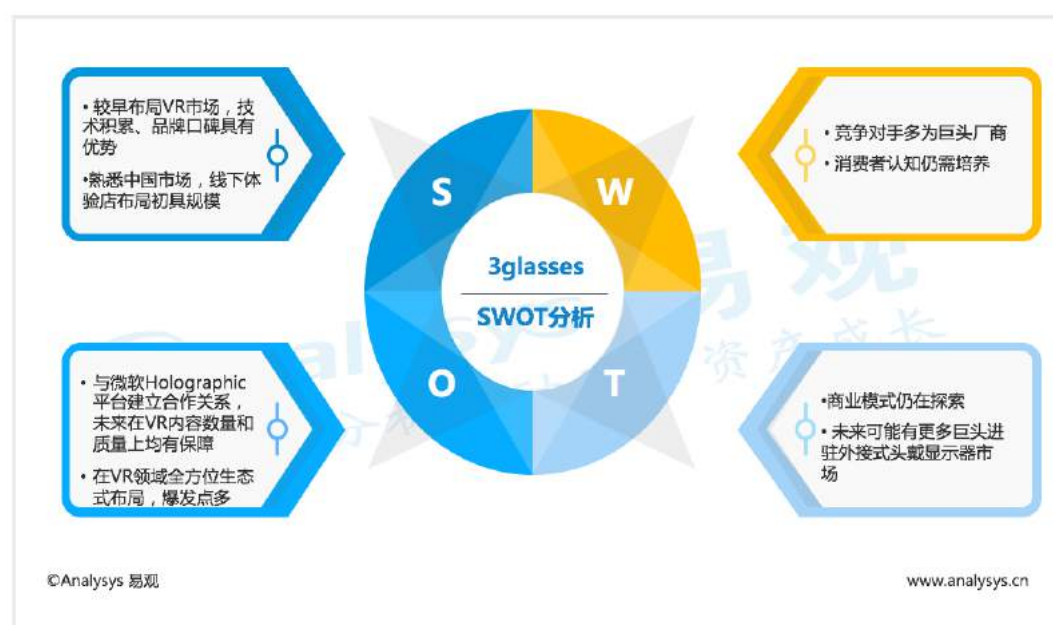 • 较早布局VR市场，技
术积累、品牌口碑具有
优势
•熟悉中国市场，线下体
验店布局初具规模
• 竞争对手多为巨头厂商
• 消费者认知仍需培养
S
W
3glasses
SWOT分析
O
T
• 与微软Holographic
平台建立合作关系，
未来在VR内容数量和
质量上均有保障
• 在VR领域全方位生态
式布局，爆发点多
•商业模式仍在探索
• 未来可能有更多巨头进
驻外接式头戴显示器市
场
易观
资产成长
©Analysys 易观
www.analysys.cn